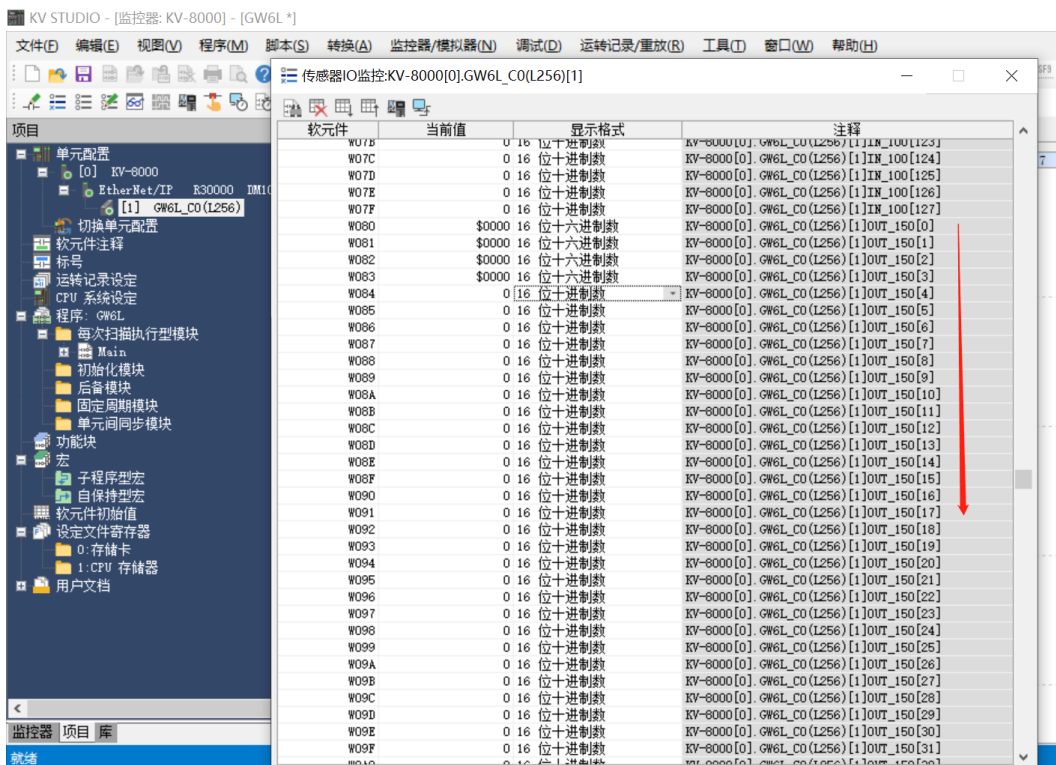 KV STUDIO - [监控器: KV-8000] - [GW6L *]
文件(F) 编辑(E) 视图(V) 程序(M) 脚本(S) 转换(A) 监控器/模拟器(N) 调试(D) 运转记录/重放(R) 工具(T) 窗口(W) 帮助(H)
传感器IO监控:KV-8000[0].GW6L_C0(L256)[1]
SF9
7
项目
单元配置
[0] KV-8000
EtherNet/IP R30000 DM10
[1] GW6L_C0(L256)
切换单元配置
软元件注释
标号
运转记录设定
CPU 系统设定
程序: GW6L
每次扫描执行型模块
Main
初始化模块
后备模块
固定周期模块
单元间同步模块
功能块
宏
子程序型宏
自保持型宏
软元件初始值
设定文件寄存器
0:存储卡
1:CPU 存储器
用户文档
监控器 项目 库
就绪
软元件 当前值 显示格式 注释
W07B 0 16 位十进制数 KV-8000[0].GW6L_C0(L256)[1]IN_100[123]
W07C 0 16 位十进制数 KV-8000[0].GW6L_C0(L256)[1]IN_100[124]
W07D 0 16 位十进制数 KV-8000[0].GW6L_C0(L256)[1]IN_100[125]
W07E 0 16 位十进制数 KV-8000[0].GW6L_C0(L256)[1]IN_100[126]
W07F 0 16 位十进制数 KV-8000[0].GW6L_C0(L256)[1]IN_100[127]
W080 $0000 16 位十六进制数 KV-8000[0].GW6L_C0(L256)[1]OUT_150[0]
W081 $0000 16 位十六进制数 KV-8000[0].GW6L_C0(L256)[1]OUT_150[1]
W082 $0000 16 位十六进制数 KV-8000[0].GW6L_C0(L256)[1]OUT_150[2]
W083 $0000 16 位十六进制数 KV-8000[0].GW6L_C0(L256)[1]OUT_150[3]
W084 0 16 位十进制数 KV-8000[0].GW6L_C0(L256)[1]OUT_150[4]
W085 0 16 位十进制数 KV-8000[0].GW6L_C0(L256)[1]OUT_150[5]
W086 0 16 位十进制数 KV-8000[0].GW6L_C0(L256)[1]OUT_150[6]
W087 0 16 位十进制数 KV-8000[0].GW6L_C0(L256)[1]OUT_150[7]
W088 0 16 位十进制数 KV-8000[0].GW6L_C0(L256)[1]OUT_150[8]
W089 0 16 位十进制数 KV-8000[0].GW6L_C0(L256)[1]OUT_150[9]
W08A 0 16 位十进制数 KV-8000[0].GW6L_C0(L256)[1]OUT_150[10]
W08B 0 16 位十进制数 KV-8000[0].GW6L_C0(L256)[1]OUT_150[11]
W08C 0 16 位十进制数 KV-8000[0].GW6L_C0(L256)[1]OUT_150[12]
W08D 0 16 位十进制数 KV-8000[0].GW6L_C0(L256)[1]OUT_150[13]
W08E 0 16 位十进制数 KV-8000[0].GW6L_C0(L256)[1]OUT_150[14]
W08F 0 16 位十进制数 KV-8000[0].GW6L_C0(L256)[1]OUT_150[15]
W090 0 16 位十进制数 KV-8000[0].GW6L_C0(L256)[1]OUT_150[16]
W091 0 16 位十进制数 KV-8000[0].GW6L_C0(L256)[1]OUT_150[17]
W092 0 16 位十进制数 KV-8000[0].GW6L_C0(L256)[1]OUT_150[18]
W093 0 16 位十进制数 KV-8000[0].GW6L_C0(L256)[1]OUT_150[19]
W094 0 16 位十进制数 KV-8000[0].GW6L_C0(L256)[1]OUT_150[20]
W095 0 16 位十进制数 KV-8000[0].GW6L_C0(L256)[1]OUT_150[21]
W096 0 16 位十进制数 KV-8000[0].GW6L_C0(L256)[1]OUT_150[22]
W097 0 16 位十进制数 KV-8000[0].GW6L_C0(L256)[1]OUT_150[23]
W098 0 16 位十进制数 KV-8000[0].GW6L_C0(L256)[1]OUT_150[24]
W099 0 16 位十进制数 KV-8000[0].GW6L_C0(L256)[1]OUT_150[25]
W09A 0 16 位十进制数 KV-8000[0].GW6L_C0(L256)[1]OUT_150[26]
W09B 0 16 位十进制数 KV-8000[0].GW6L_C0(L256)[1]OUT_150[27]
W09C 0 16 位十进制数 KV-8000[0].GW6L_C0(L256)[1]OUT_150[28]
W09D 0 16 位十进制数 KV-8000[0].GW6L_C0(L256)[1]OUT_150[29]
W09E 0 16 位十进制数 KV-8000[0].GW6L_C0(L256)[1]OUT_150[30]
W09F 0 16 位十进制数 KV-8000[0].GW6L_C0(L256)[1]OUT_150[31]